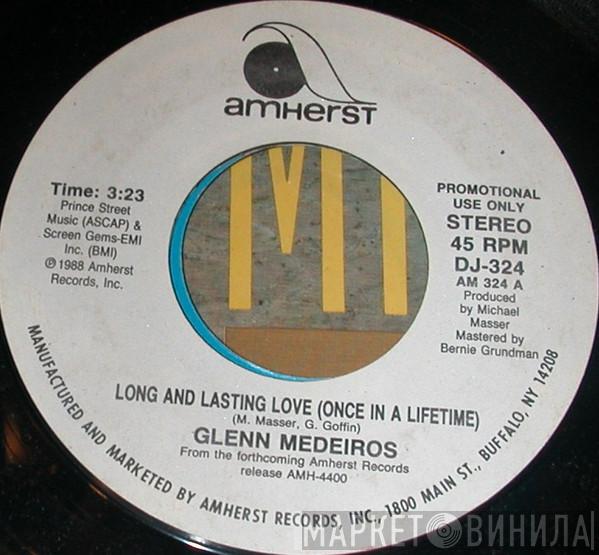 amHerST
Time: 3:23
Prince Street
Music (ASCAP) &
Screen Gems-EMI
Inc. (BMI)
℗ 1988 Amherst
Records, Inc.
PROMOTIONAL
USE ONLY
STEREO
45 RPM
DJ-324
AM 324 A
Produced
by Michael
Masser
Mastered by
Bernie Grundman
LONG AND LASTING LOVE (ONCE IN A LIFETIME)
(M. Masser, G. Goffin)
GLENN MEDEIROS
From the forthcoming Amherst Records
release AMH-4400
MANUFACTURED AND MARKETED BY AMHERST RECORDS, INC., 1800 MAIN ST., BUFFALO, NY 14208
МАРКЕТ ВИНИЛА